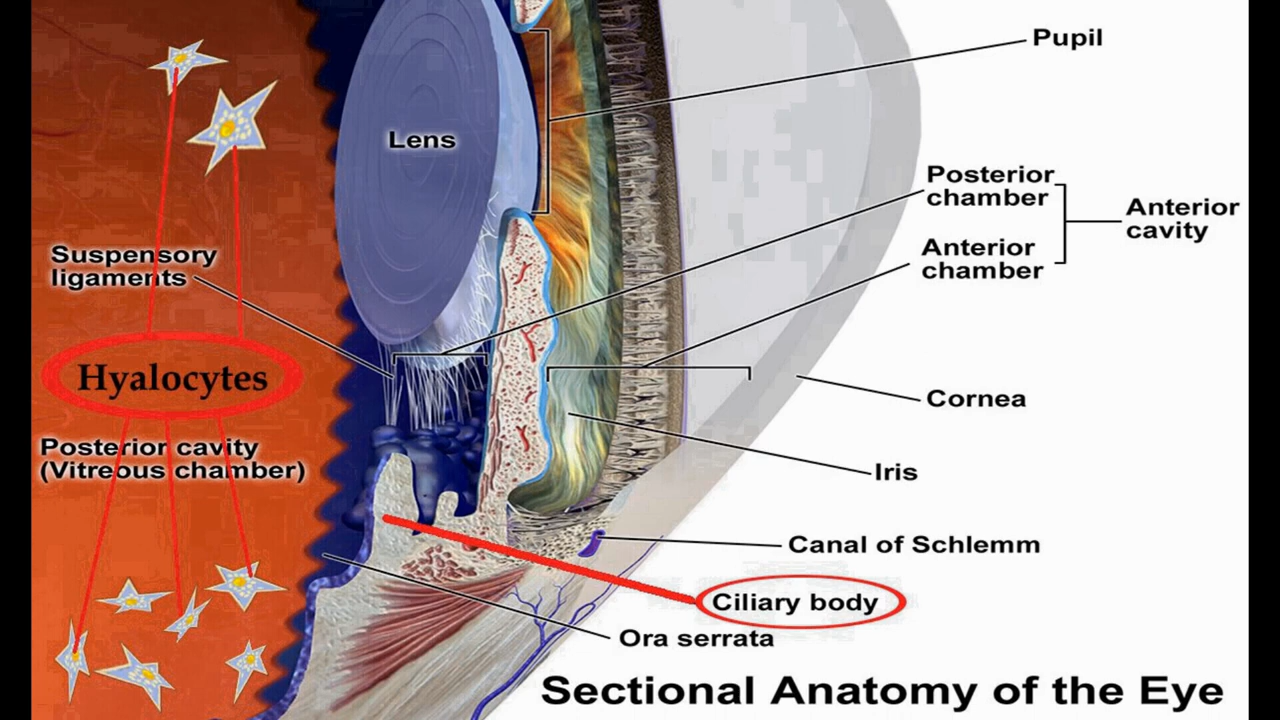 Pupil
Lens
Posterior
chamber
Anterior
cavity
Anterior
chamber
Suspensory
ligaments
Hyalocytes
Cornea
Posterior cavity
(Vitreous chamber)
Iris
Canal of Schlemm
Ciliary body
Ora serrata
Sectional Anatomy of the Eye